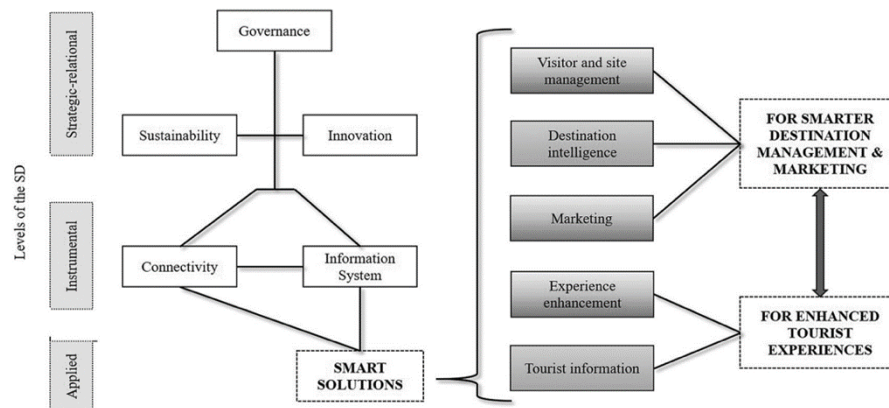 Levels of the SD
Strategic-relational
Instrumental
Applied
Governance
Sustainability
Innovation
Connectivity
Information
System
SMART
SOLUTIONS
Visitor and site
management
Destination
intelligence
Marketing
Experience
enhancement
Tourist information
FOR SMARTER
DESTINATION
MANAGEMENT &
MARKETING
FOR ENHANCED
TOURIST
EXPERIENCES